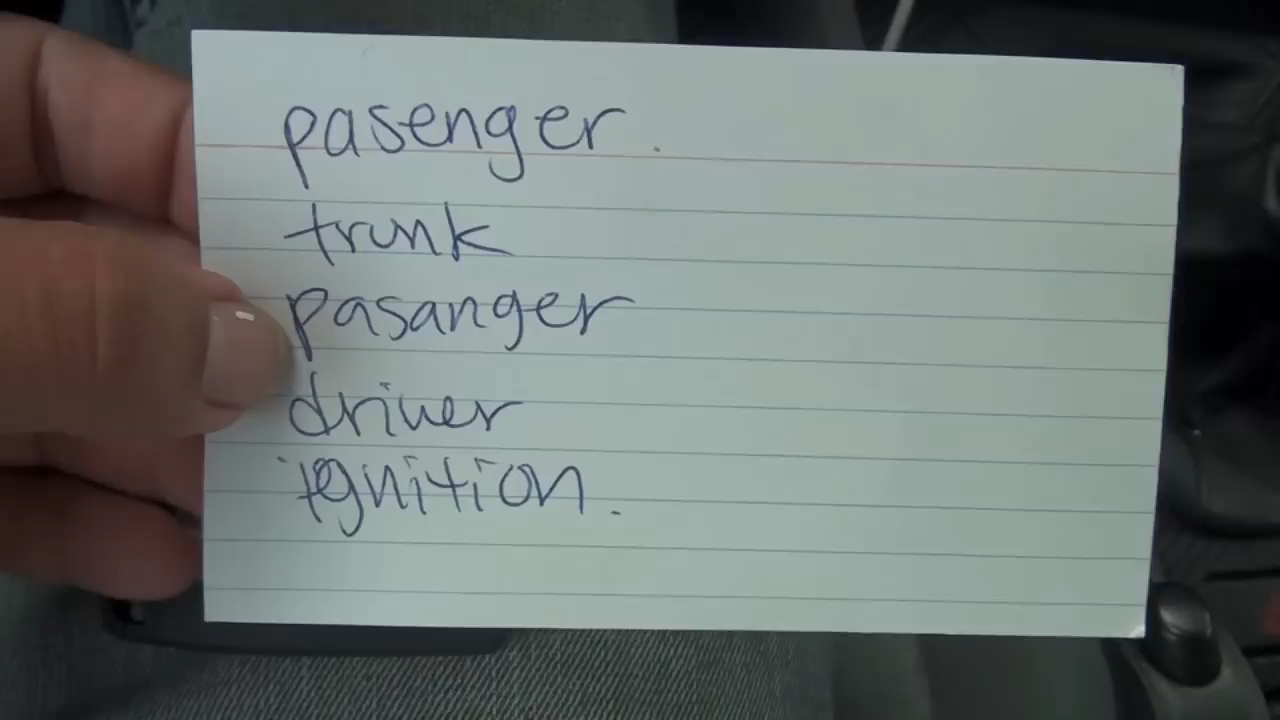 pasenger.
trunk
pasanger
driver
ignition.